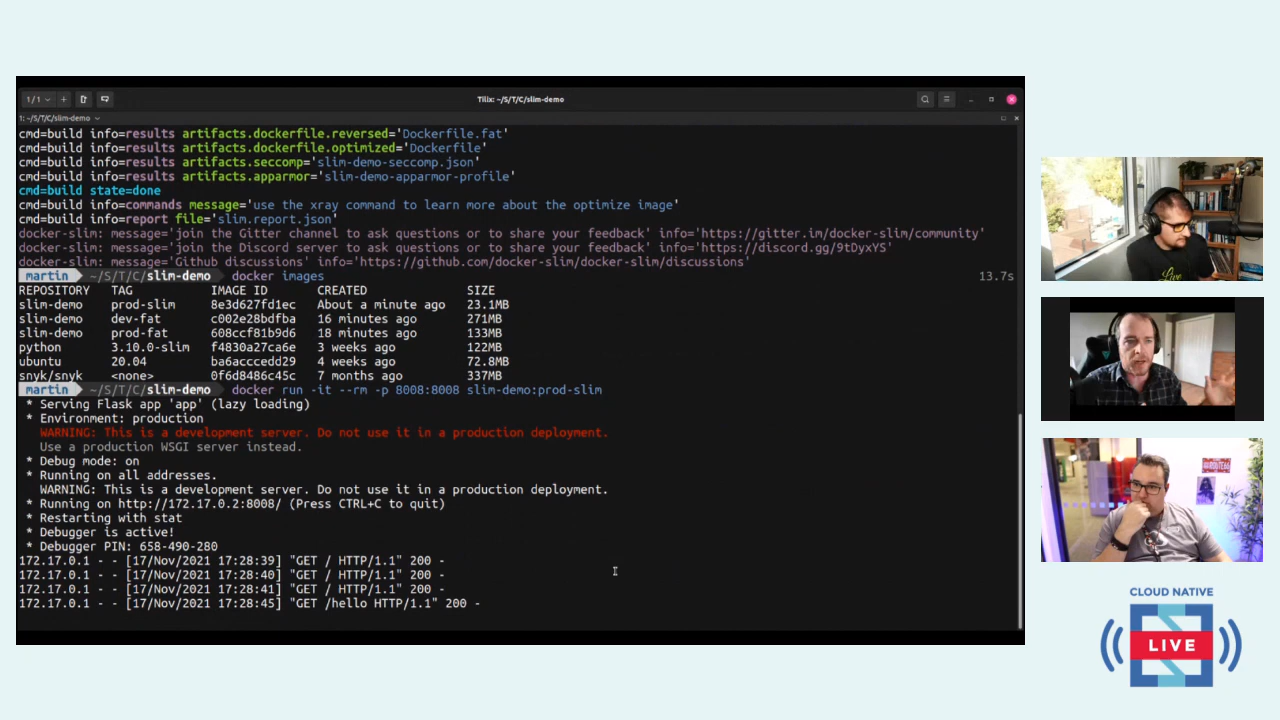 1/1
Tilix: ~/S/T/C/slim-demo
1: ~/S/T/C/slim-demo
cmd=build info=results artifacts.dockerfile.reversed='Dockerfile.fat'
cmd=build info=results artifacts.dockerfile.optimized='Dockerfile'
cmd=build info=results artifacts.seccomp='slim-demo-seccomp.json'
cmd=build info=results artifacts.apparmor='slim-demo-apparmor-profile'
cmd=build state=done
cmd=build info=commands message='use the xray command to learn more about the optimize image'
cmd=build info=report file='slim.report.json'
docker-slim: message='join the Gitter channel to ask questions or to share your feedback' info='https://gitter.im/docker-slim/community'
docker-slim: message='join the Discord server to ask questions or to share your feedback' info='https://discord.gg/9tDyxYS'
docker-slim: message='Github discussions' info='https://github.com/docker-slim/docker-slim/discussions'
martin ~/S/T/C/slim-demo docker images 13.7s
REPOSITORY TAG IMAGE ID CREATED SIZE
slim-demo prod-slim 8e3d627fd1ec About a minute ago 23.1MB
slim-demo dev-fat c002e28bdfba 16 minutes ago 271MB
slim-demo prod-fat 608ccf81b9d6 18 minutes ago 133MB
python 3.10.0-slim f4830a27ca6e 3 weeks ago 122MB
ubuntu 20.04 ba6acccedd29 4 weeks ago 72.8MB
snyk/snyk <none> 0f6d8486c45c 7 months ago 337MB
martin ~/S/T/C/slim-demo docker run -it --rm -p 8008:8008 slim-demo:prod-slim
* Serving Flask app 'app' (lazy loading)
* Environment: production
WARNING: This is a development server. Do not use it in a production deployment.
Use a production WSGI server instead.
* Debug mode: on
* Running on all addresses.
WARNING: This is a development server. Do not use it in a production deployment.
* Running on http://172.17.0.2:8008/ (Press CTRL+C to quit)
* Restarting with stat
* Debugger is active!
* Debugger PIN: 658-490-280
172.17.0.1 - - [17/Nov/2021 17:28:39] "GET / HTTP/1.1" 200 -
172.17.0.1 - - [17/Nov/2021 17:28:40] "GET / HTTP/1.1" 200 -
172.17.0.1 - - [17/Nov/2021 17:28:41] "GET / HTTP/1.1" 200 -
172.17.0.1 - - [17/Nov/2021 17:28:45] "GET /hello HTTP/1.1" 200 -
CLOUD NATIVE
LIVE